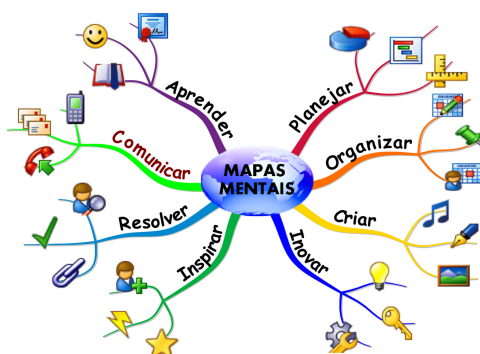 MAPAS
MENTAIS
Planejar
Organizar
Criar
Inovar
Inspirar
Resolver
Comunicar
Aprender